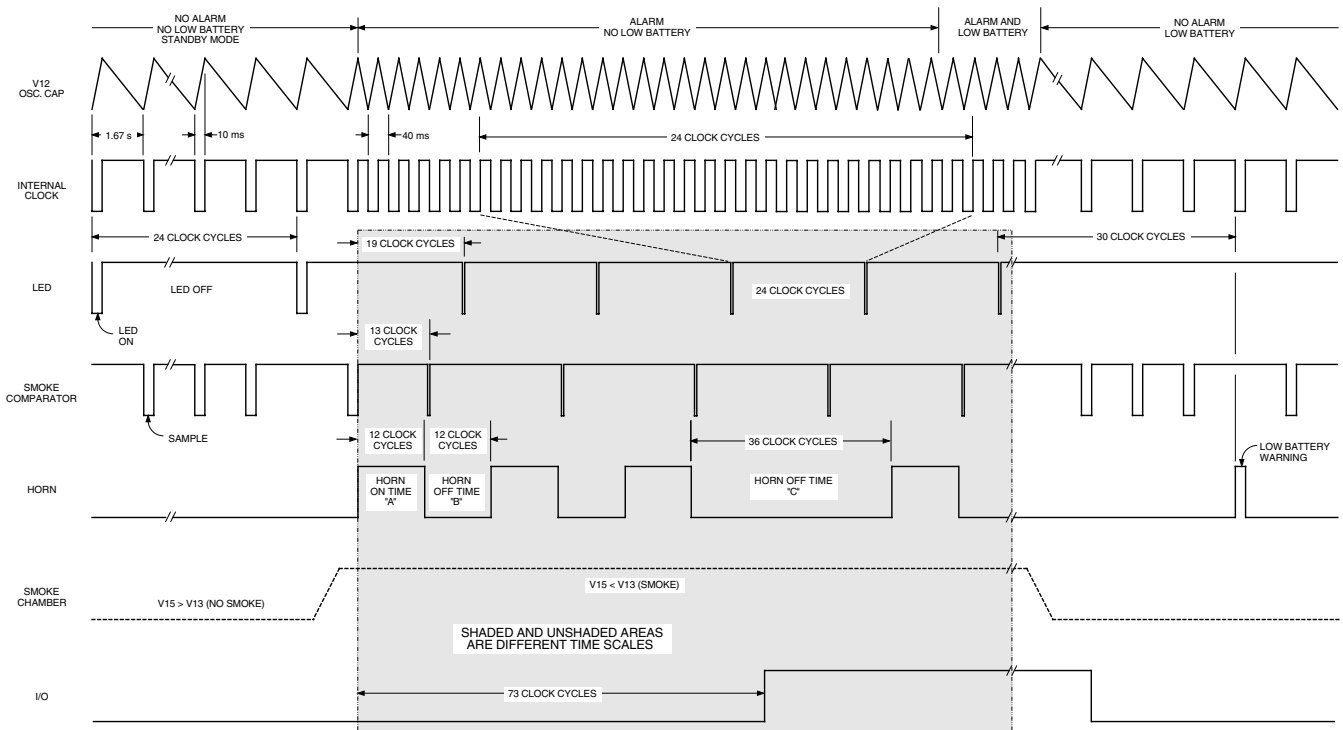 NO ALARM
NO LOW BATTERY
STANDBY MODE
ALARM
NO LOW BATTERY
ALARM AND
LOW BATTERY
NO ALARM
LOW BATTERY
V12
OSC. CAP
1.67 s
10 ms
40 ms
24 CLOCK CYCLES
INTERNAL
CLOCK
24 CLOCK CYCLES
19 CLOCK CYCLES
30 CLOCK CYCLES
LED
LED OFF
24 CLOCK CYCLES
LED
ON
13 CLOCK
CYCLES
SMOKE
COMPARATOR
SAMPLE
12 CLOCK
CYCLES
12 CLOCK
CYCLES
36 CLOCK CYCLES
LOW BATTERY
WARNING
HORN
HORN
ON TIME
"A"
HORN
OFF TIME
"B"
HORN OFF TIME
"C"
SMOKE
CHAMBER
V15 > V13 (NO SMOKE)
V15 < V13 (SMOKE)
SHADED AND UNSHADED AREAS
ARE DIFFERENT TIME SCALES
I/O
73 CLOCK CYCLES